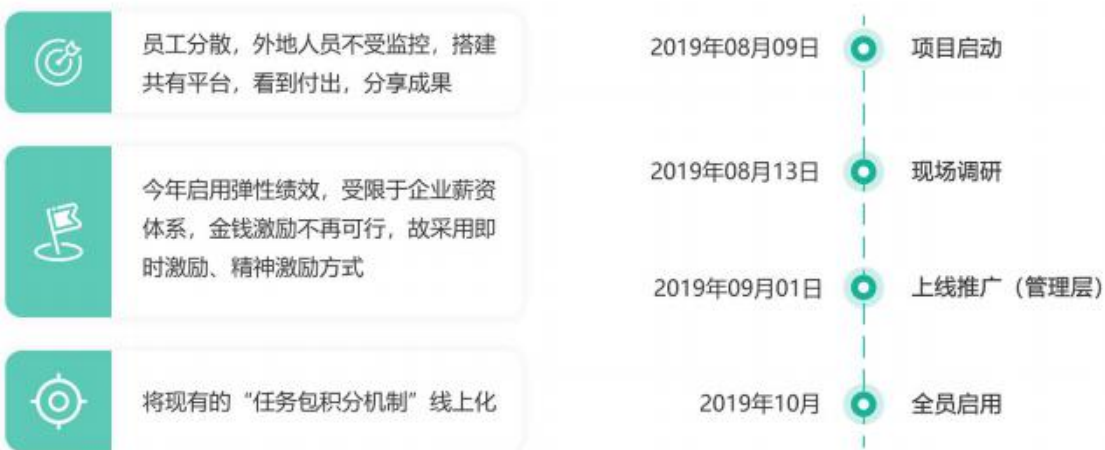 员工分散，外地人员不受监控，搭建
共有平台，看到付出，分享成果
今年启用弹性绩效，受限于企业薪资
体系，金钱激励不再可行，故采用即
时激励、精神激励方式
将现有的“任务包积分机制”线上化
2019年08月09日 项目启动
2019年08月13日 现场调研
2019年09月01日 上线推广（管理层）
2019年10月 全员启用